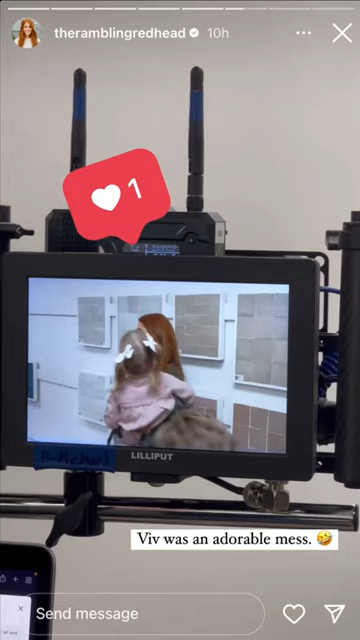 theramblingredhead 10h
1
LILLIPUT
Viv was an adorable mess. 🤣
Send message